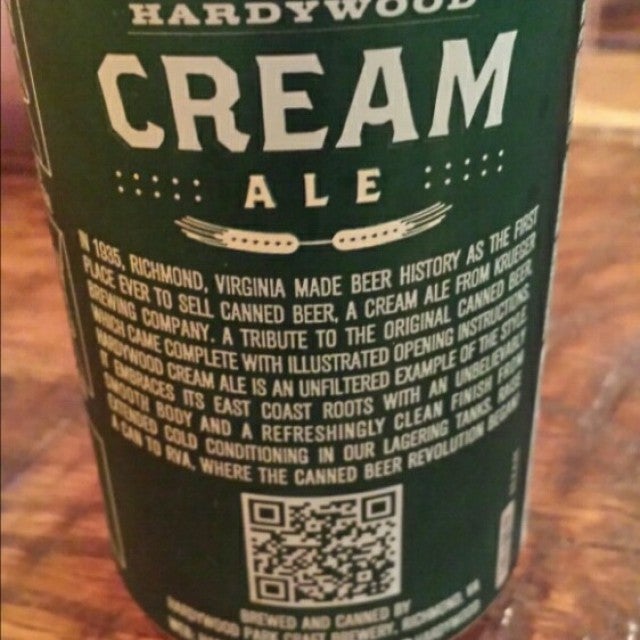 HARDYWOOD
CREAM
ALE
IN 1935, RICHMOND, VIRGINIA MADE BEER HISTORY AS THE FIRST
PLACE EVER TO SELL CANNED BEER, A CREAM ALE FROM KRUEGER
BREWING COMPANY. A TRIBUTE TO THE ORIGINAL CANNED BEER,
WHICH CAME COMPLETE WITH ILLUSTRATED OPENING INSTRUCTIONS,
HARDYWOOD CREAM ALE IS AN UNFILTERED EXAMPLE OF THE STYLE.
IT EMBRACES ITS EAST COAST ROOTS WITH AN UNBELIEVABLY
SMOOTH BODY AND A REFRESHINGLY CLEAN FINISH FROM
EXTENDED COLD CONDITIONING IN OUR LAGERING TANKS. RAISE
A CAN TO RVA, WHERE THE CANNED BEER REVOLUTION BEGAN!
BREWED AND CANNED BY
HARDYWOOD PARK CRAFT BREWERY, RICHMOND, VA